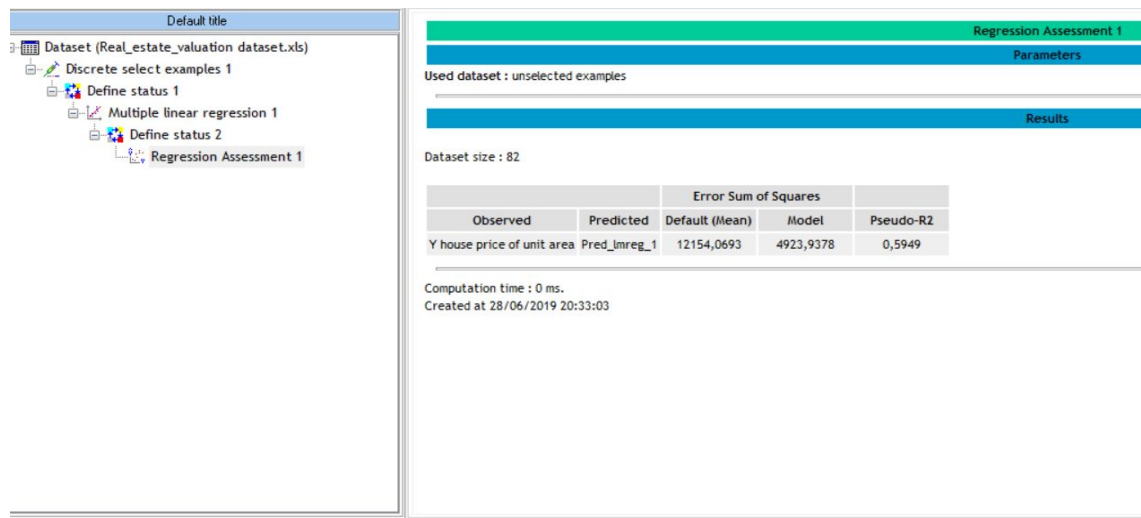 Default title
Dataset (Real_estate_valuation dataset.xls)
Discrete select examples 1
Define status 1
Multiple linear regression 1
Define status 2
Regression Assessment 1
Regression Assessment 1
Parameters
Used dataset : unselected examples
Results
Dataset size : 82
Error Sum of Squares
Observed Predicted Default (Mean) Model Pseudo-R2
Y house price of unit area Pred_lmreg_1 12154,0693 4923,9378 0,5949
Computation time : 0 ms.
Created at 28/06/2019 20:33:03